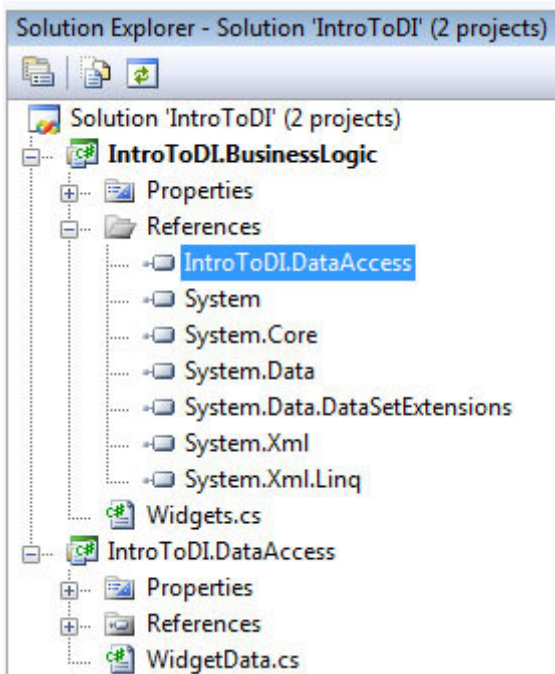 Solution Explorer - Solution 'IntroToDI' (2 projects)
Solution 'IntroToDI' (2 projects)
IntroToDI.BusinessLogic
Properties
References
IntroToDI.DataAccess
System
System.Core
System.Data
System.Data.DataSetExtensions
System.Xml
System.Xml.Linq
Widgets.cs
IntroToDI.DataAccess
Properties
References
WidgetData.cs